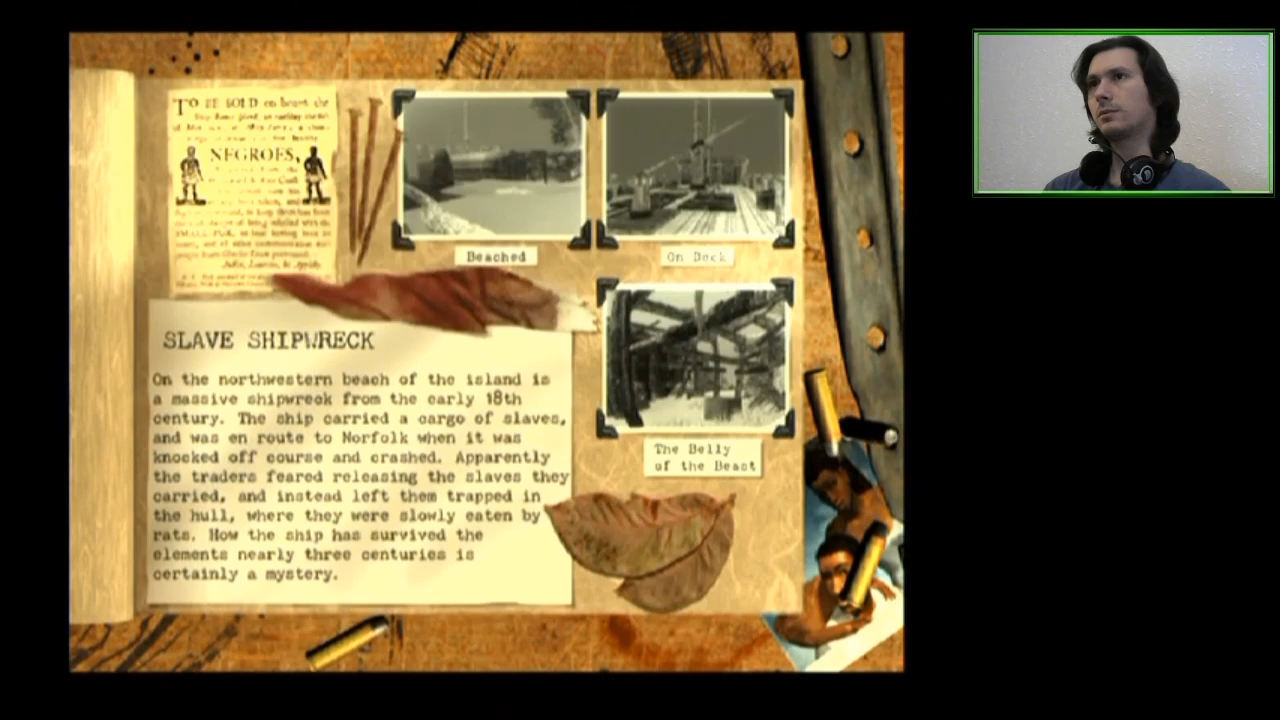 TO BE SOLD on board the
NEGROES,
Beached
On Deck
SLAVE SHIPWRECK
On the northwestern beach of the island is
a massive shipwreck from the early 18th
century. The ship carried a cargo of slaves,
and was en route to Norfolk when it was
knocked off course and crashed. Apparently
the traders feared releasing the slaves they
carried, and instead left them trapped in
the hull, where they were slowly eaten by
rats. How the ship has survived the
elements nearly three centuries is
certainly a mystery.
The Belly
of the Beast